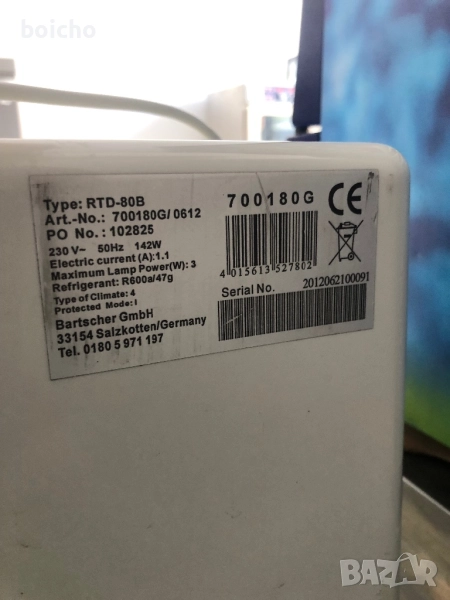 boicho
Type: RTD-80B
Art.-No.: 700180G/0612
PO No.: 102825
230 V~ 50Hz 142W
Electric current (A):1.1
Maximum Lamp Power(W): 3
Refrigerant: R600a/47g
Type of Climate: 4
Protected Mode: I
Bartscher GmbH
33154 Salzkotten/Germany
Tel. 0180 5 971 197
700180G
CE
4 015613 527802
Serial No.
2012062100091
BAZAR